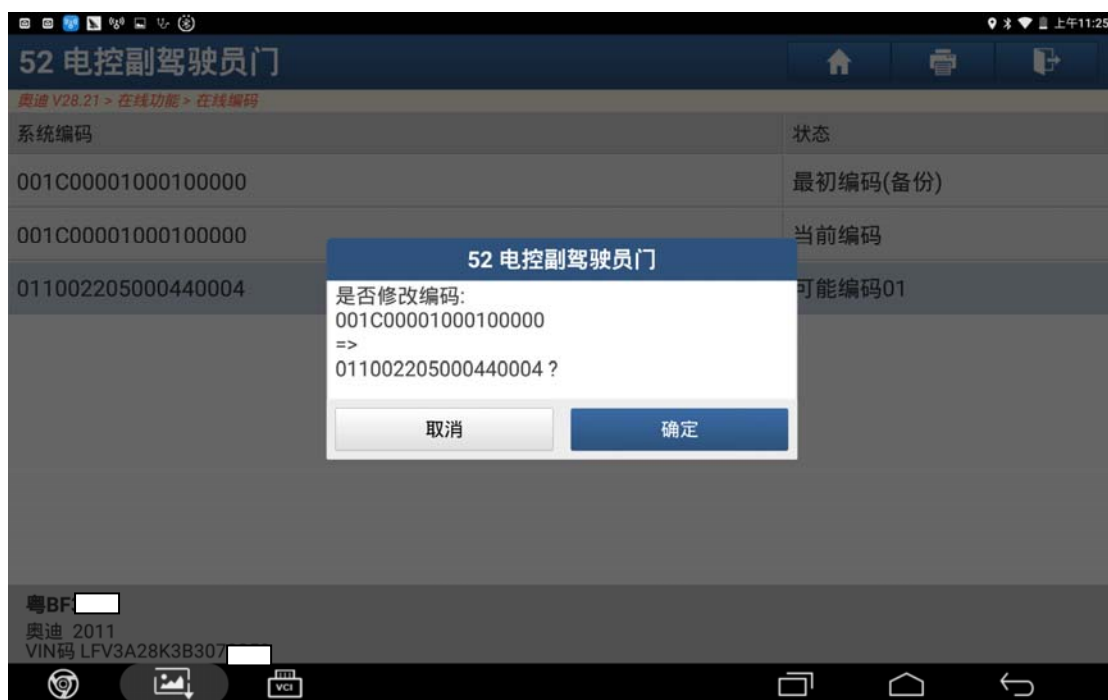 上午11:25
52 电控副驾驶员门
奥迪 V28.21 > 在线功能 > 在线编码
系统编码 状态
001C00001000100000 最初编码(备份)
001C00001000100000 当前编码
011002205000440004 可能编码01
52 电控副驾驶员门
是否修改编码:
001C00001000100000
=>
011002205000440004 ?
取消 确定
粤BF
奥迪 2011
VIN码 LFV3A28K3B307
VCI